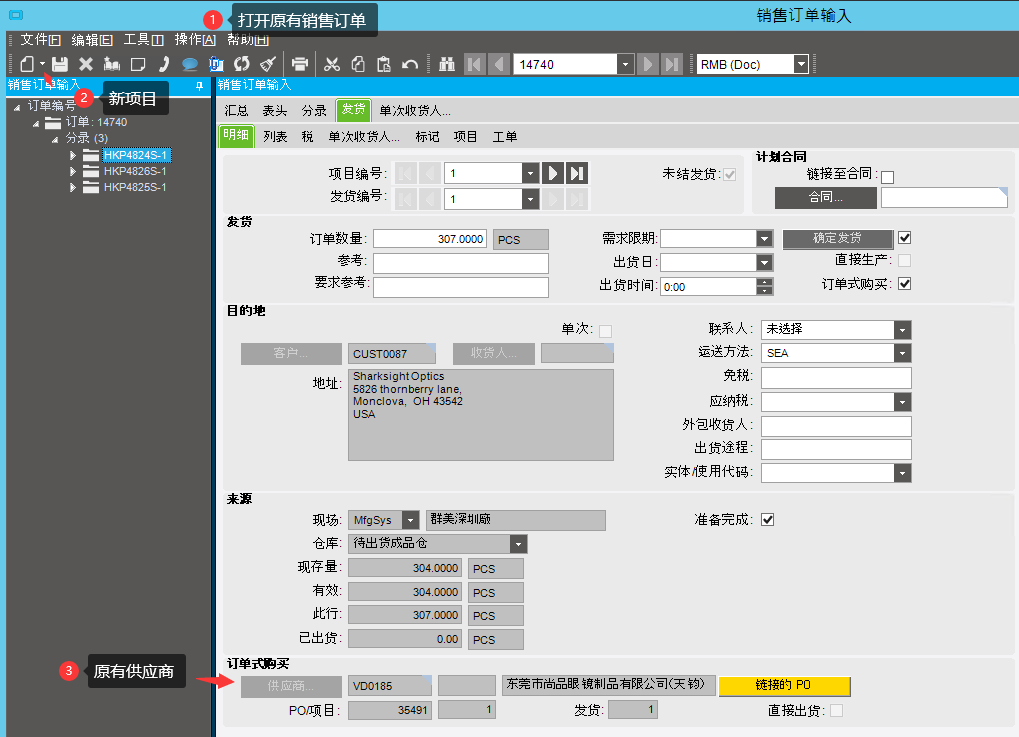 销售订单输入
1 打开原有销售订单
文件[F] 编辑[E] 工具[T] 操作[A] 帮助[H]
14740 RMB (Doc)
销售订单输入
2 新项目
订单编号
订单 : 14740
分录 (3)
HKP4824S-1
HKP4826S-1
HKP4825S-1
销售订单输入
汇总 表头 分录 发货 单次收货人...
明细 列表 税 单次收货人... 标记 项目 工单
项目编号: 1 未结发货:
发货编号: 1
计划合同
链接至合同 :
合同...
发货
订单数量: 307.0000 PCS 需求限期: 确定发货
参考: 出货日: 直接生产:
要求参考: 出货时间: 0:00 订单式购买:
目的地
单次:
客户... CUST0087 收货人...
地址: Sharksight Optics
5826 thornberry lane,
Monclova, OH 43542
USA
联系人: 未选择
运送方法: SEA
免税:
应纳税:
外包收货人:
出货途程:
实体/使用代码:
来源
现场: MfgSys 群美深圳廠 准备完成:
仓库: 待出货成品仓
现存量: 304.0000 PCS
有效: 304.0000 PCS
此行: 307.0000 PCS
已出货: 0.00 PCS
订单式购买
3 原有供应商
供应商... VD0185 东莞市尚品眼镜制品有限公司(天钧) 链接的 PO
PO/项目: 35491 1 发货: 1 直接出货: